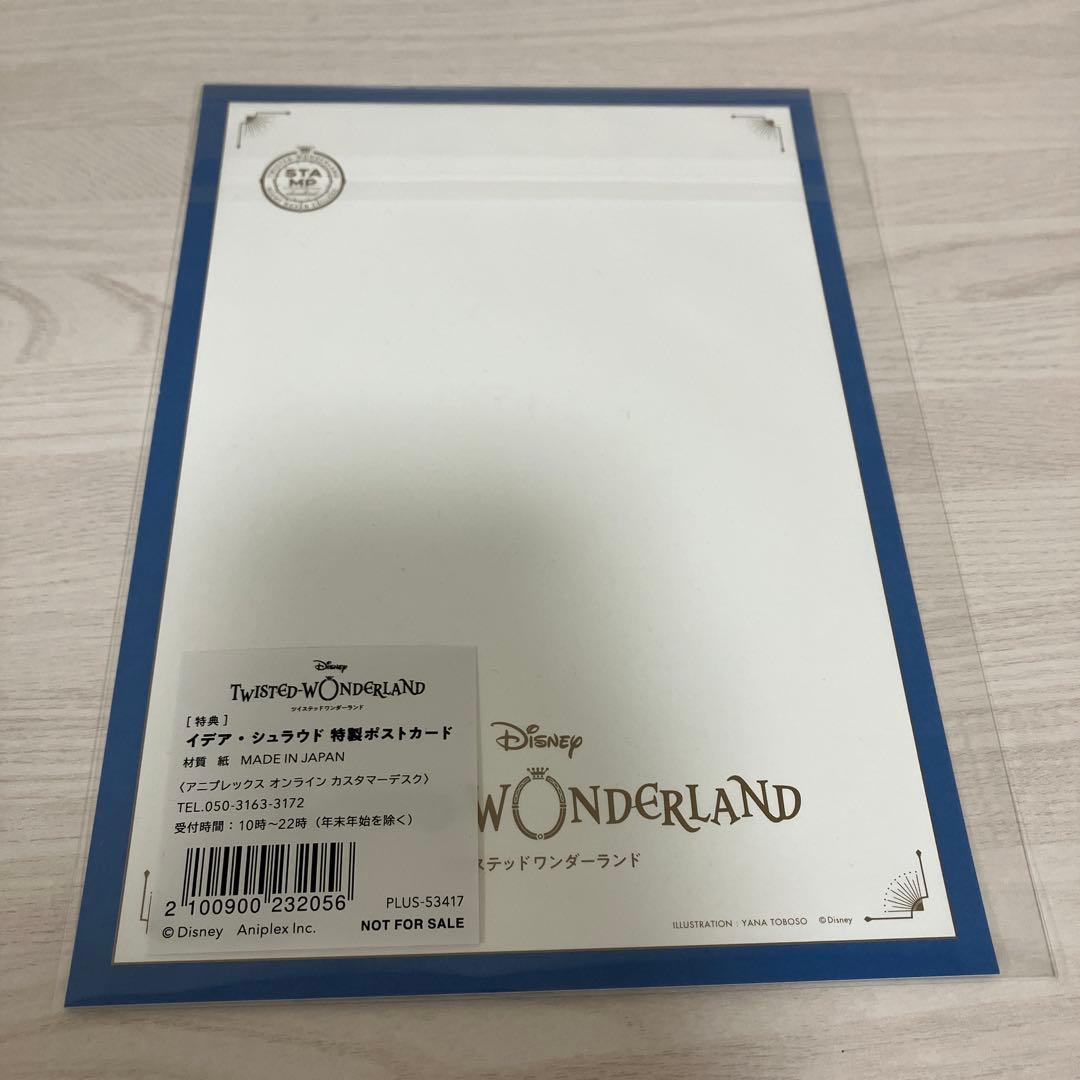 TWISTED WONDERLAND
STA
MP
Disney
TWISTED-WONDERLAND
ツイステッドワンダーランド
[ 特典 ]
イデア・シュラウド 特製ポストカード
材質 紙 MADE IN JAPAN
〈アニプレックス オンライン カスタマーデスク〉
TEL.050-3163-3172
受付時間：10時～22時（年末年始を除く）
2 100900 232056
PLUS-53417
©Disney Aniplex Inc.
NOT FOR SALE
Disney
WONDERLAND
ステッドワンダーランド
ILLUSTRATION : YANA TOBOSO ©Disney